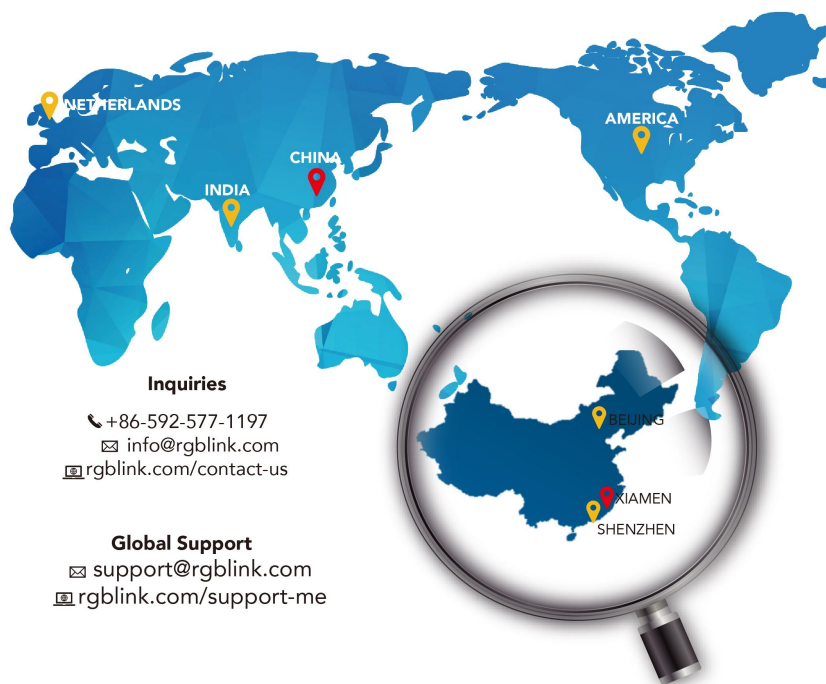 NETHERLANDS
AMERICA
CHINA
INDIA
Inquiries
+86-592-577-1197
info@rgblink.com
rgblink.com/contact-us
Global Support
support@rgblink.com
rgblink.com/support-me
BEIJING
XIAMEN
SHENZHEN